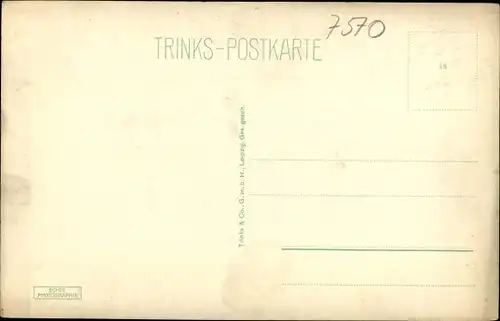 7570
TRINKS-POSTKARTE
Trinks & Co., G. m. b. H., Leipzig. Ges. gesch.
ECHTE
PHOTOGRAPHIE